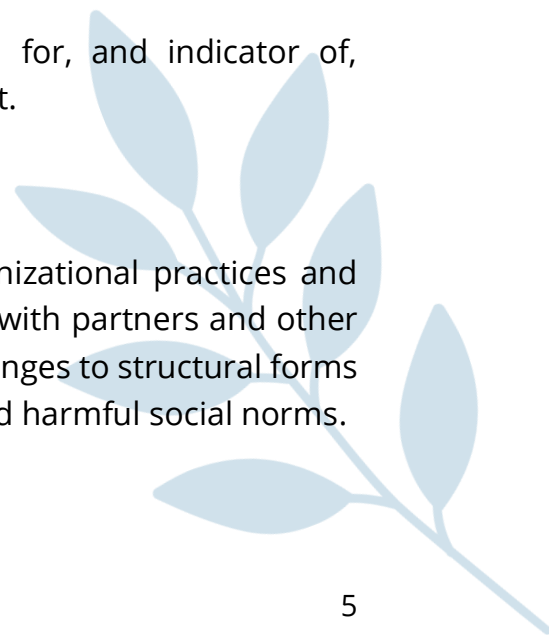 for, and indicator of,
t.
nizational practices and
with partners and other
nges to structural forms
d harmful social norms.
5